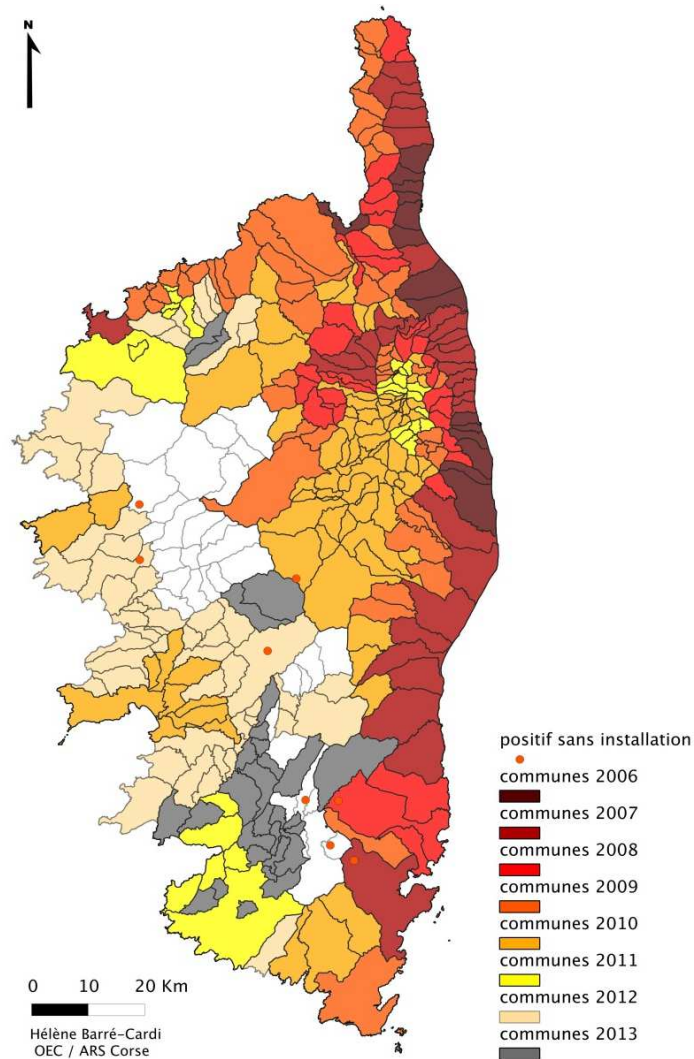 N
positif sans installation
communes 2006
communes 2007
communes 2008
communes 2009
communes 2010
communes 2011
communes 2012
communes 2013
0 10 20 Km
Hélène Barré-Cardi
OEC / ARS Corse